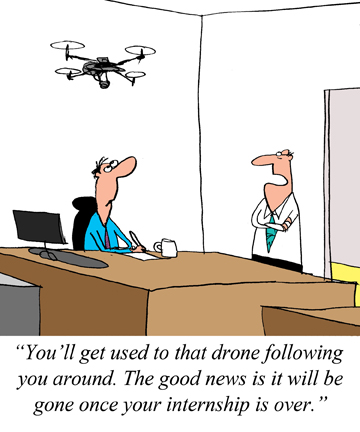 “You’ll get used to that drone following
you around. The good news is it will be
gone once your internship is over.”